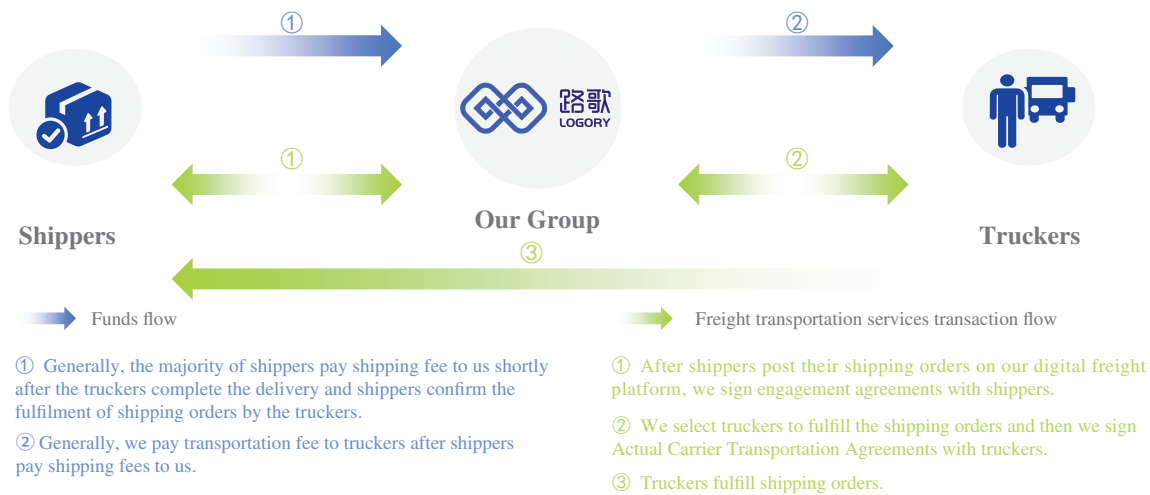 ① ②
路歌
LOGORY
① ②
Our Group
Shippers
Truckers
③
Funds flow
Freight transportation services transaction flow
① Generally, the majority of shippers pay shipping fee to us shortly
after the truckers complete the delivery and shippers confirm the
fulfilment of shipping orders by the truckers.
② Generally, we pay transportation fee to truckers after shippers
pay shipping fees to us.
① After shippers post their shipping orders on our digital freight
platform, we sign engagement agreements with shippers.
② We select truckers to fulfill the shipping orders and then we sign
Actual Carrier Transportation Agreements with truckers.
③ Truckers fulfill shipping orders.